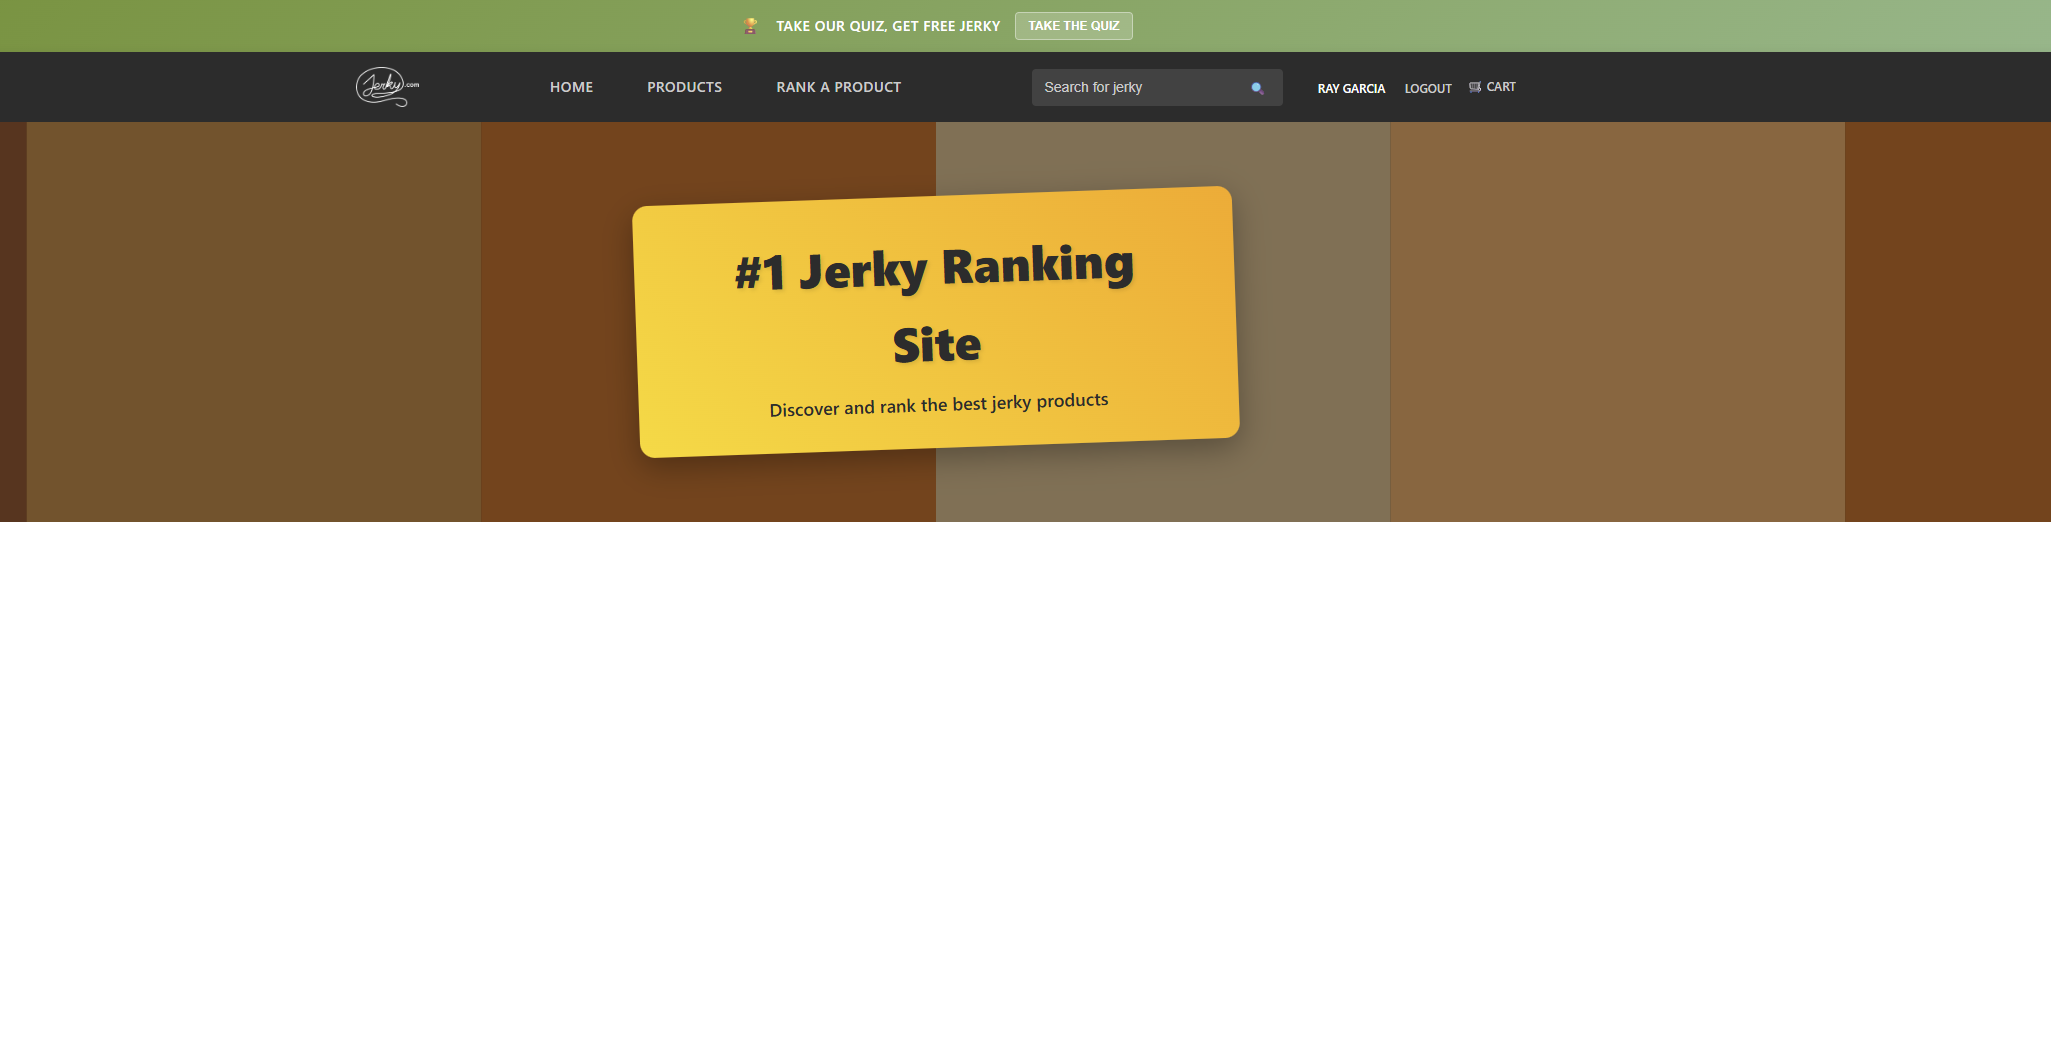 TAKE OUR QUIZ, GET FREE JERKY
TAKE THE QUIZ
Jerky.com
HOME
PRODUCTS
RANK A PRODUCT
Search for jerky
RAY GARCIA
LOGOUT
CART
#1 Jerky Ranking
Site
Discover and rank the best jerky products